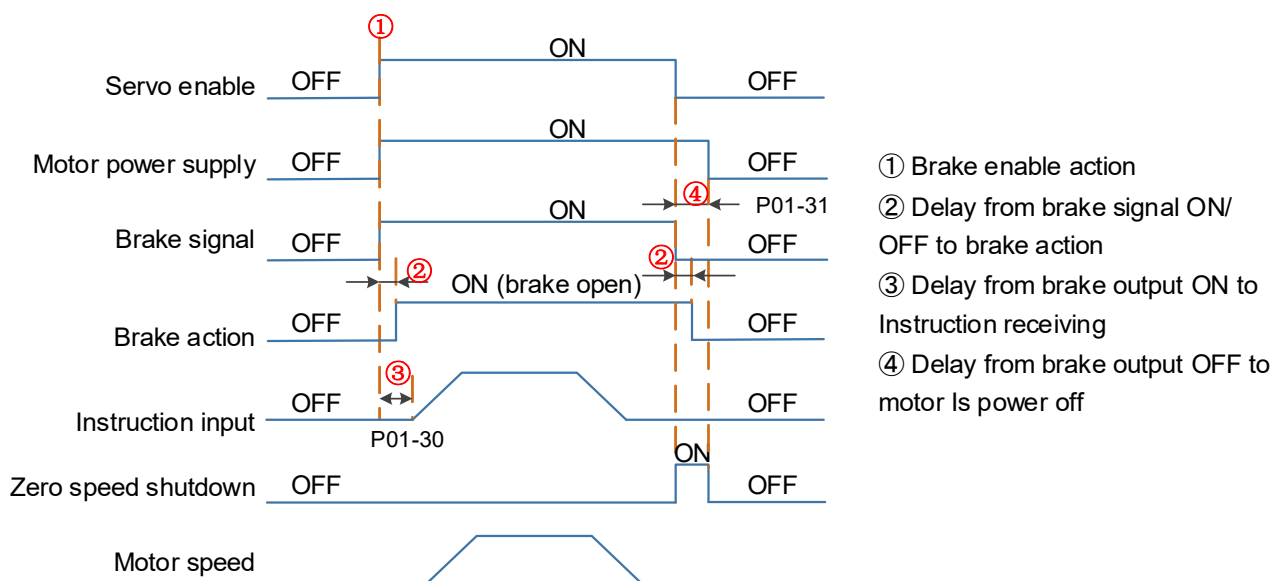 ①
ON
Servo enable OFF OFF
ON
Motor power supply OFF OFF
④ P01-31
ON
Brake signal OFF OFF
② ②
ON (brake open)
Brake action OFF OFF
③
Instruction input OFF OFF
P01-30
ON
Zero speed shutdown OFF OFF
Motor speed
① Brake enable action
② Delay from brake signal ON/
OFF to brake action
③ Delay from brake output ON to
Instruction receiving
④ Delay from brake output OFF to
motor Is power off